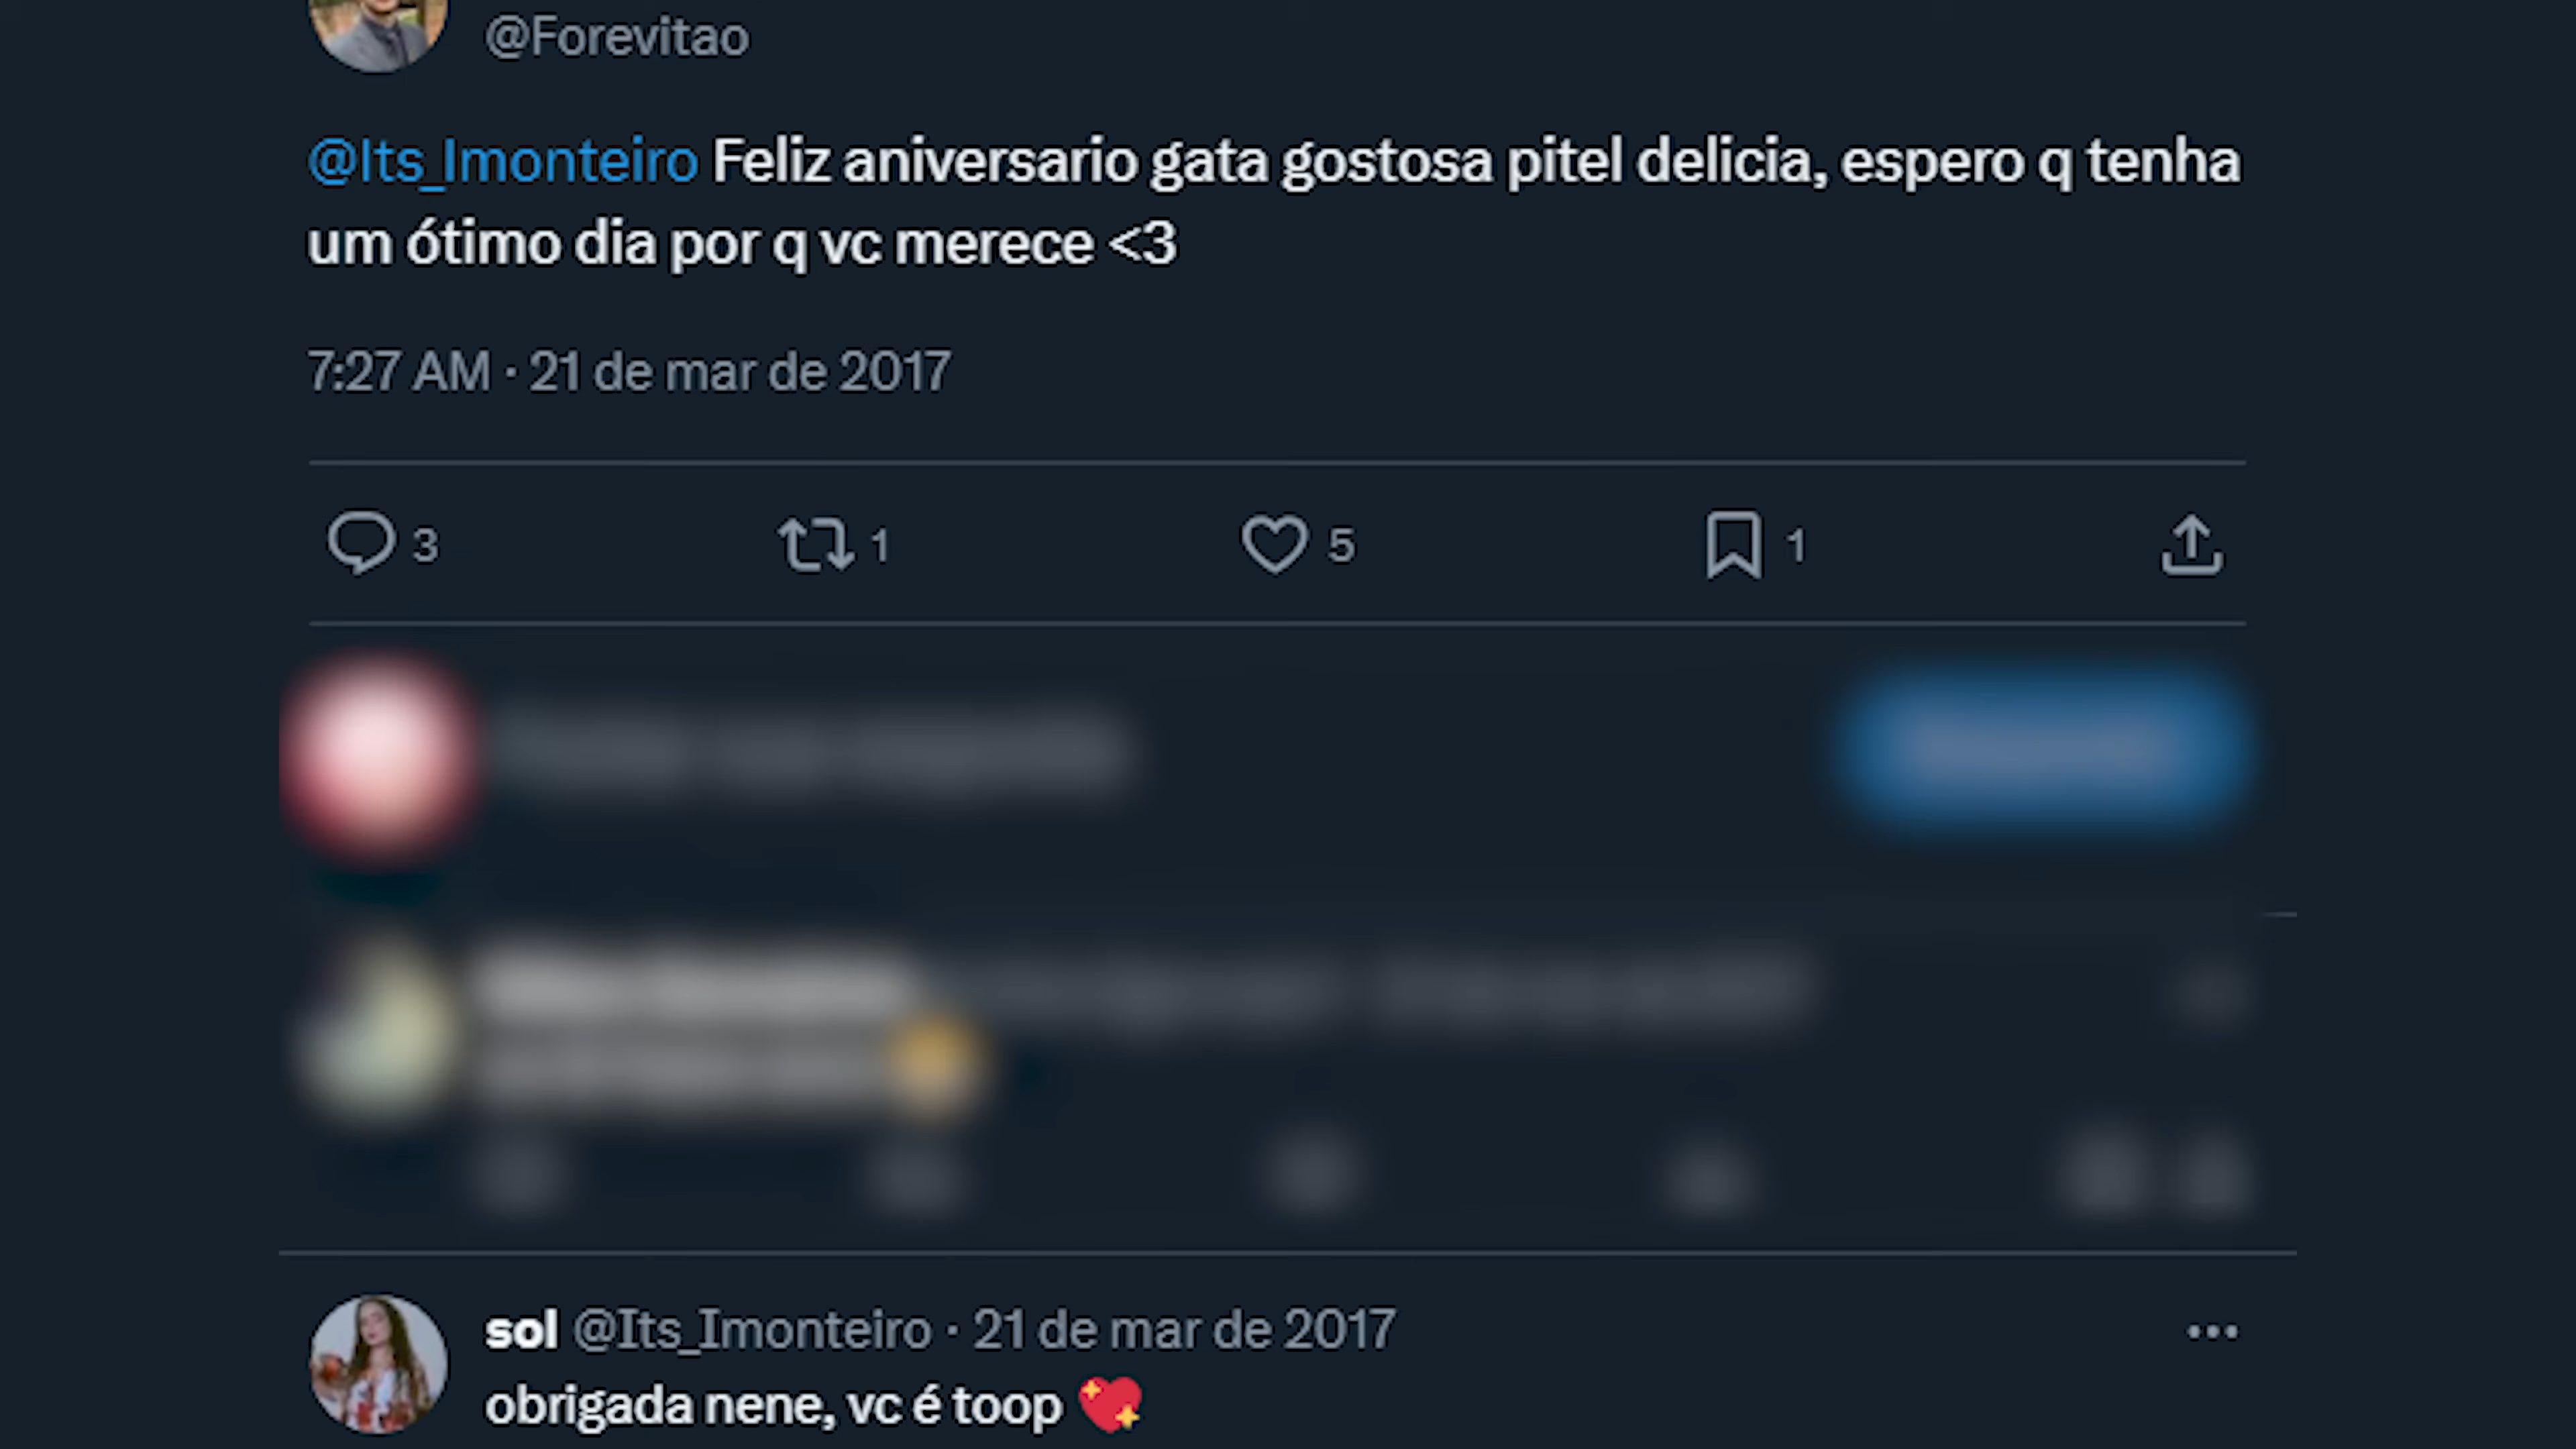 @Forevitao
@Its_Imonteiro Feliz aniversario gata gostosa pitel delicia, espero q tenha
um ótimo dia por q vc merece <3
7:27 AM · 21 de mar de 2017
3 1 5 1
sol @Its_Imonteiro · 21 de mar de 2017
obrigada nene, vc é toop 💖